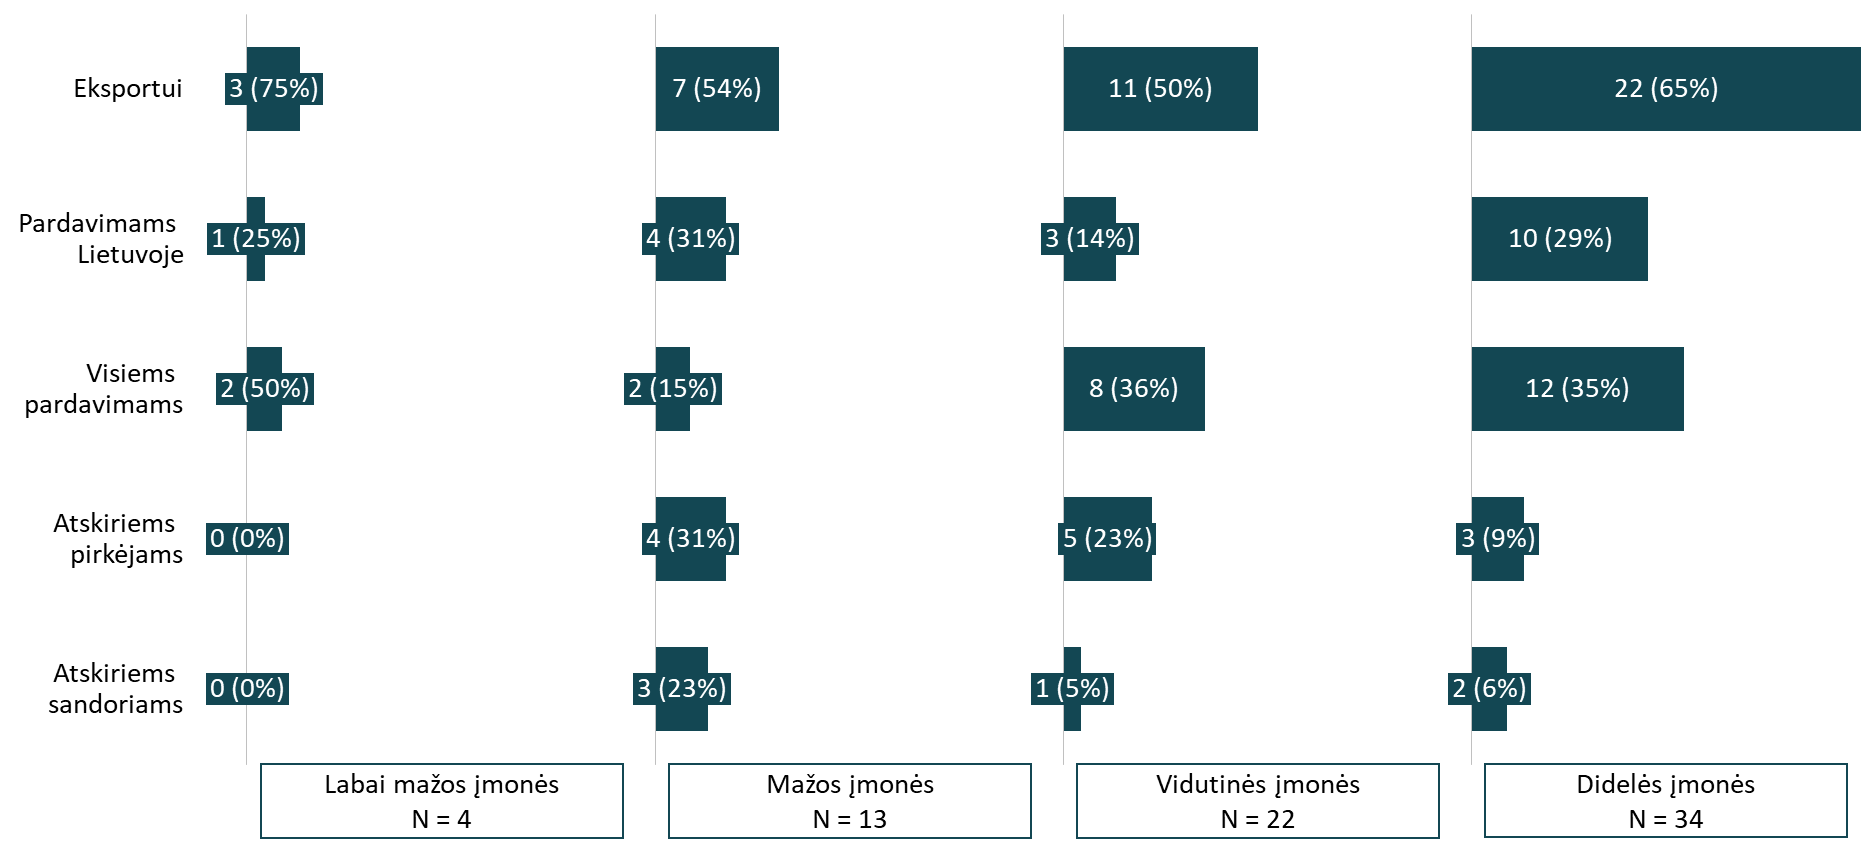 Eksportui
3 (75%)
7 (54%)
11 (50%)
22 (65%)
Pardavimams
Lietuvoje
1 (25%)
4 (31%)
3 (14%)
10 (29%)
Visiems
pardavimams
2 (50%)
2 (15%)
8 (36%)
12 (35%)
Atskiriems
pirkėjams
0 (0%)
4 (31%)
5 (23%)
3 (9%)
Atskiriems
sandoriams
0 (0%)
3 (23%)
1 (5%)
2 (6%)
Labai mažos įmonės
N = 4
Mažos įmonės
N = 13
Vidutinės įmonės
N = 22
Didelės įmonės
N = 34